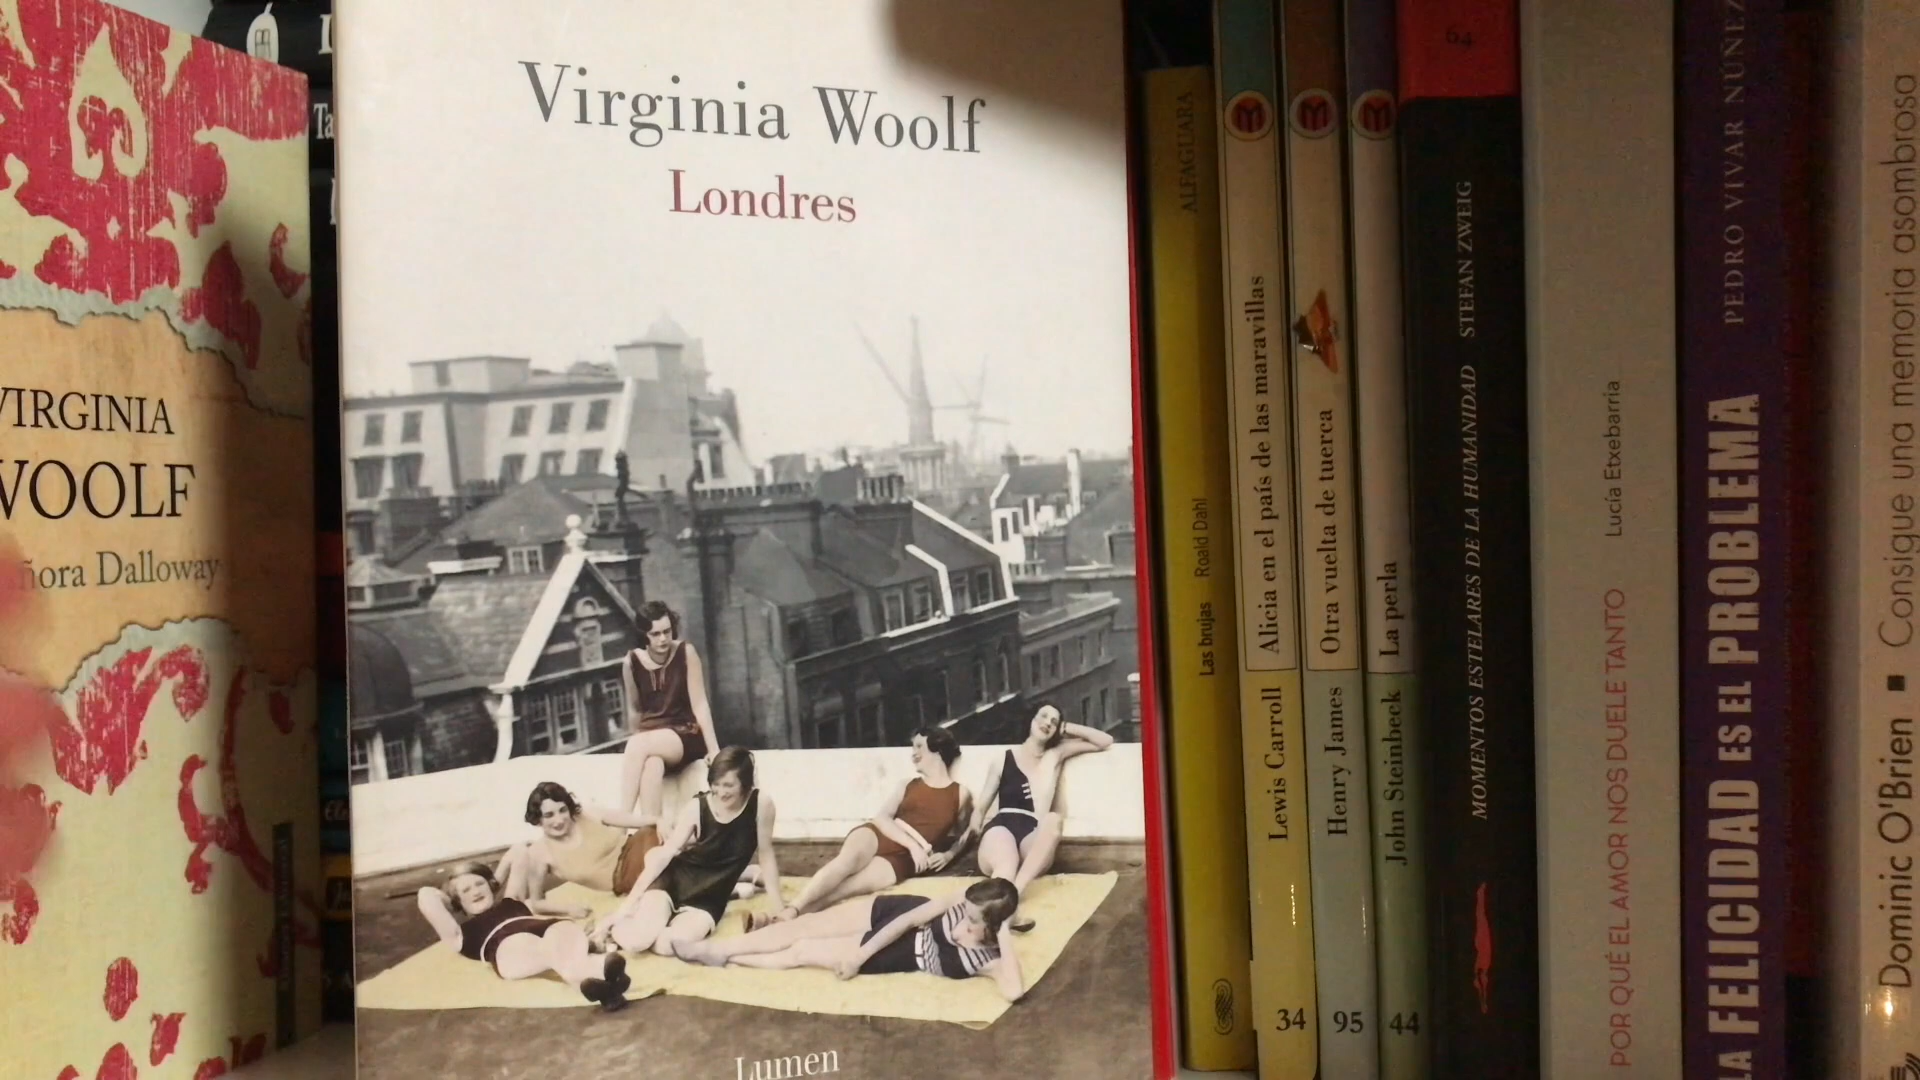 VIRGINIA
WOOLF
ñora Dalloway
Ta
Virginia Woolf
Londres
Lumen
ALFAGUARA
Las brujas Roald Dahl
Lewis Carroll Alicia en el país de las maravillas
34
Henry James Otra vuelta de tuerca
95
John Steinbeck La perla
44
64
MOMENTOS ESTELARES DE LA HUMANIDAD STEFAN ZWEIG
POR QUÉ EL AMOR NOS DUELE TANTO Lucía Etxebarría
LA FELICIDAD ES EL PROBLEMA PEDRO VIVAR NÚÑEZ
Dominic O'Brien ■ Consigue una memoria asombrosa